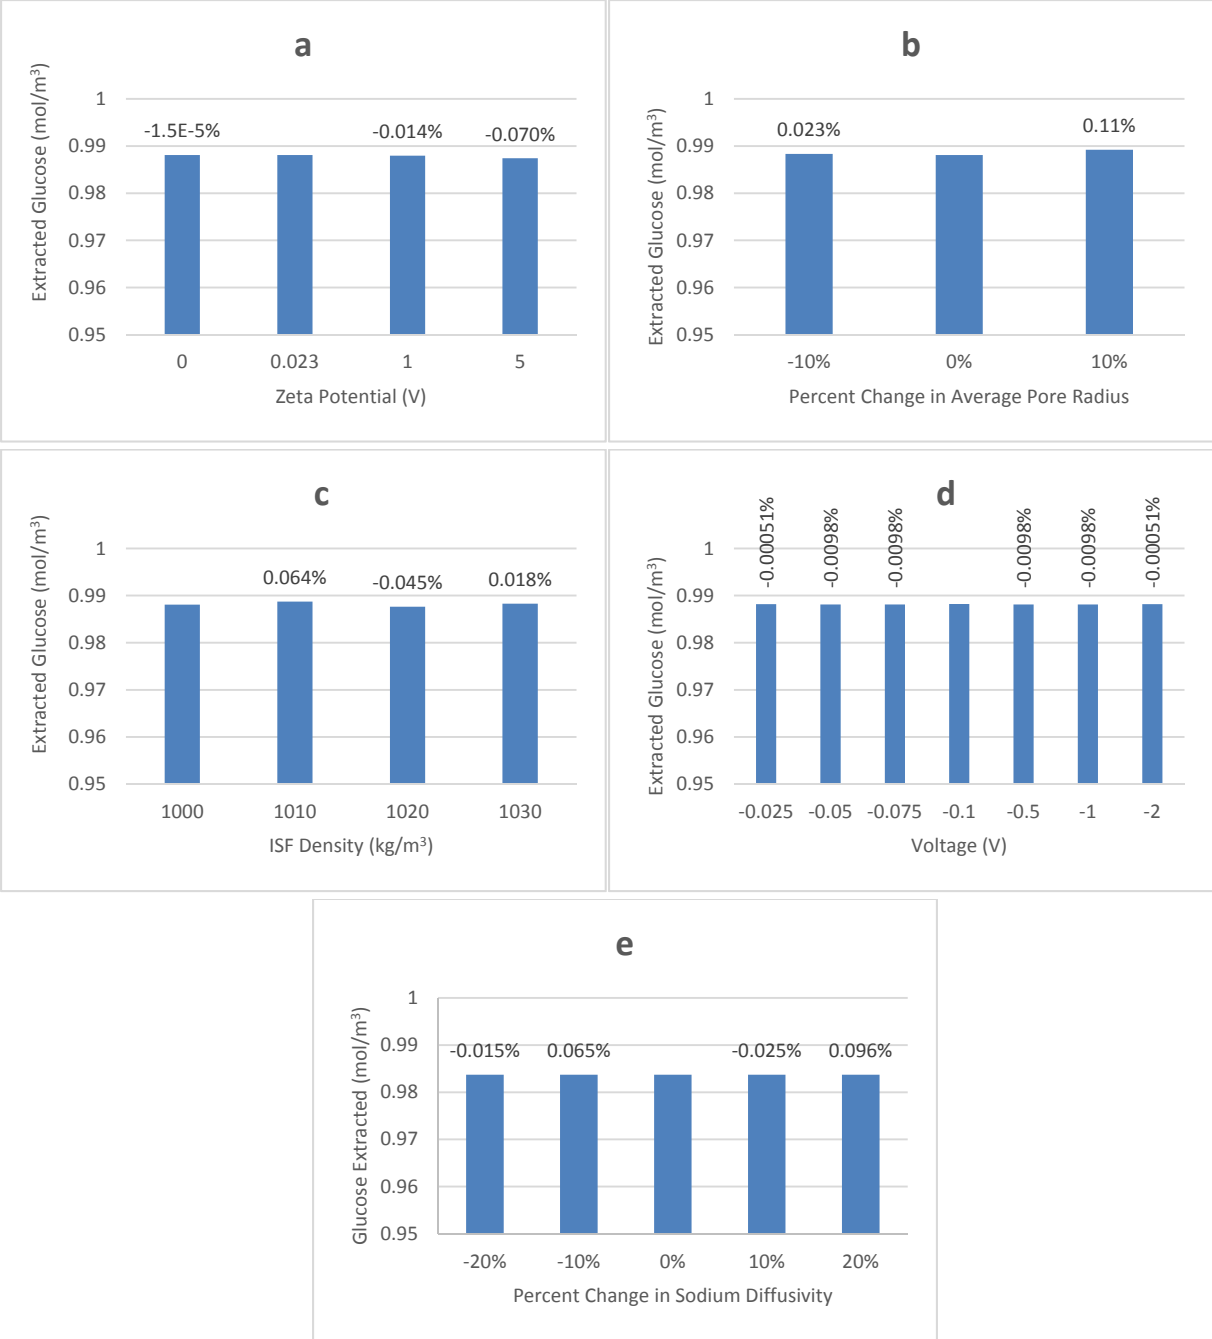 a
Extracted Glucose (mol/m³)
1
0.99
0.98
0.97
0.96
0.95
-1.5E-5% -0.014% -0.070%
0 0.023 1 5
Zeta Potential (V)
b
Extracted Glucose (mol/m³)
1
0.99
0.98
0.97
0.96
0.95
0.023% 0.11%
-10% 0% 10%
Percent Change in Average Pore Radius
c
Extracted Glucose (mol/m³)
1
0.99
0.98
0.97
0.96
0.95
0.064% -0.045% 0.018%
1000 1010 1020 1030
ISF Density (kg/m³)
d
Extracted Glucose (mol/m³)
1
0.99
0.98
0.97
0.96
0.95
-0.00051% -0.0098% -0.0098% -0.0098% -0.0098% -0.00051%
-0.025 -0.05 -0.075 -0.1 -0.5 -1 -2
Voltage (V)
e
Glucose Extracted (mol/m³)
1
0.99
0.98
0.97
0.96
0.95
-0.015% 0.065% -0.025% 0.096%
-20% -10% 0% 10% 20%
Percent Change in Sodium Diffusivity